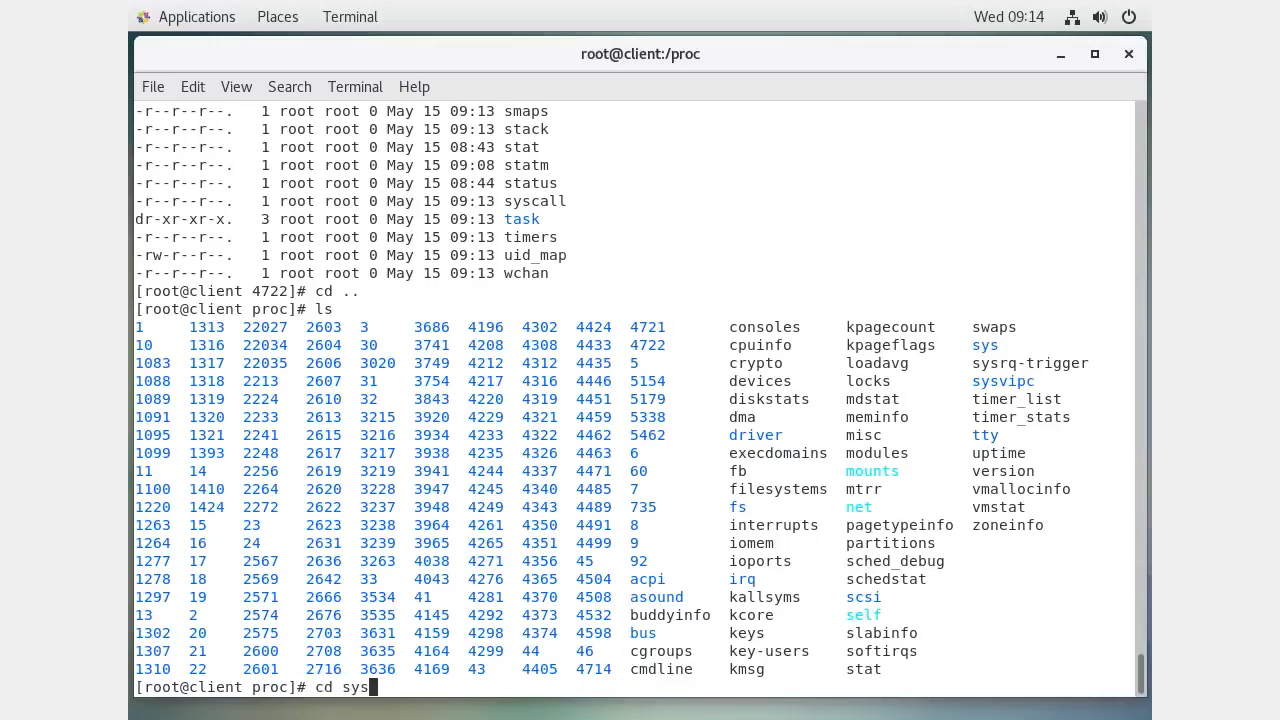 Applications Places Terminal Wed 09:14
root@client:/proc
File Edit View Search Terminal Help
-r--r--r--. 1 root root 0 May 15 09:13 smaps
-r--r--r--. 1 root root 0 May 15 09:13 stack
-r--r--r--. 1 root root 0 May 15 08:43 stat
-r--r--r--. 1 root root 0 May 15 09:08 statm
-r--r--r--. 1 root root 0 May 15 08:44 status
-r--r--r--. 1 root root 0 May 15 09:13 syscall
dr-xr-xr-x. 3 root root 0 May 15 09:13 task
-r--r--r--. 1 root root 0 May 15 09:13 timers
-rw-r--r--. 1 root root 0 May 15 09:13 uid_map
-r--r--r--. 1 root root 0 May 15 09:13 wchan
[root@client 4722]# cd ..
[root@client proc]# ls
1 1313 22027 2603 3 3686 4196 4302 4424 4721 consoles kpagecount swaps
10 1316 22034 2604 30 3741 4208 4308 4433 4722 cpuinfo kpageflags sys
1083 1317 22035 2606 3020 3749 4212 4312 4435 5 crypto loadavg sysrq-trigger
1088 1318 2213 2607 31 3754 4217 4316 4446 5154 devices locks sysvipc
1089 1319 2224 2610 32 3843 4220 4319 4451 5179 diskstats mdstat timer_list
1091 1320 2233 2613 3215 3920 4229 4321 4459 5338 dma meminfo timer_stats
1095 1321 2241 2615 3216 3934 4233 4322 4462 5462 driver misc tty
1099 1393 2248 2617 3217 3938 4235 4326 4463 6 execdomains modules uptime
11 14 2256 2619 3219 3941 4244 4337 4471 60 fb mounts version
1100 1410 2264 2620 3228 3947 4245 4340 4485 7 filesystems mtrr vmallocinfo
1220 1424 2272 2622 3237 3948 4249 4343 4489 735 fs net vmstat
1263 15 23 2623 3238 3964 4261 4350 4491 8 interrupts pagetypeinfo zoneinfo
1264 16 24 2631 3239 3965 4265 4351 4499 9 iomem partitions
1277 17 2567 2636 3263 4038 4271 4356 45 92 ioports sched_debug
1278 18 2569 2642 33 4043 4276 4365 4504 acpi irq schedstat
1297 19 2571 2666 3534 41 4281 4370 4508 asound kallsyms scsi
13 2 2574 2676 3535 4145 4292 4373 4532 buddyinfo kcore self
1302 20 2575 2703 3631 4159 4298 4374 4598 bus keys slabinfo
1307 21 2600 2708 3635 4164 4299 44 46 cgroups key-users softirqs
1310 22 2601 2716 3636 4169 43 4405 4714 cmdline kmsg stat
[root@client proc]# cd sys